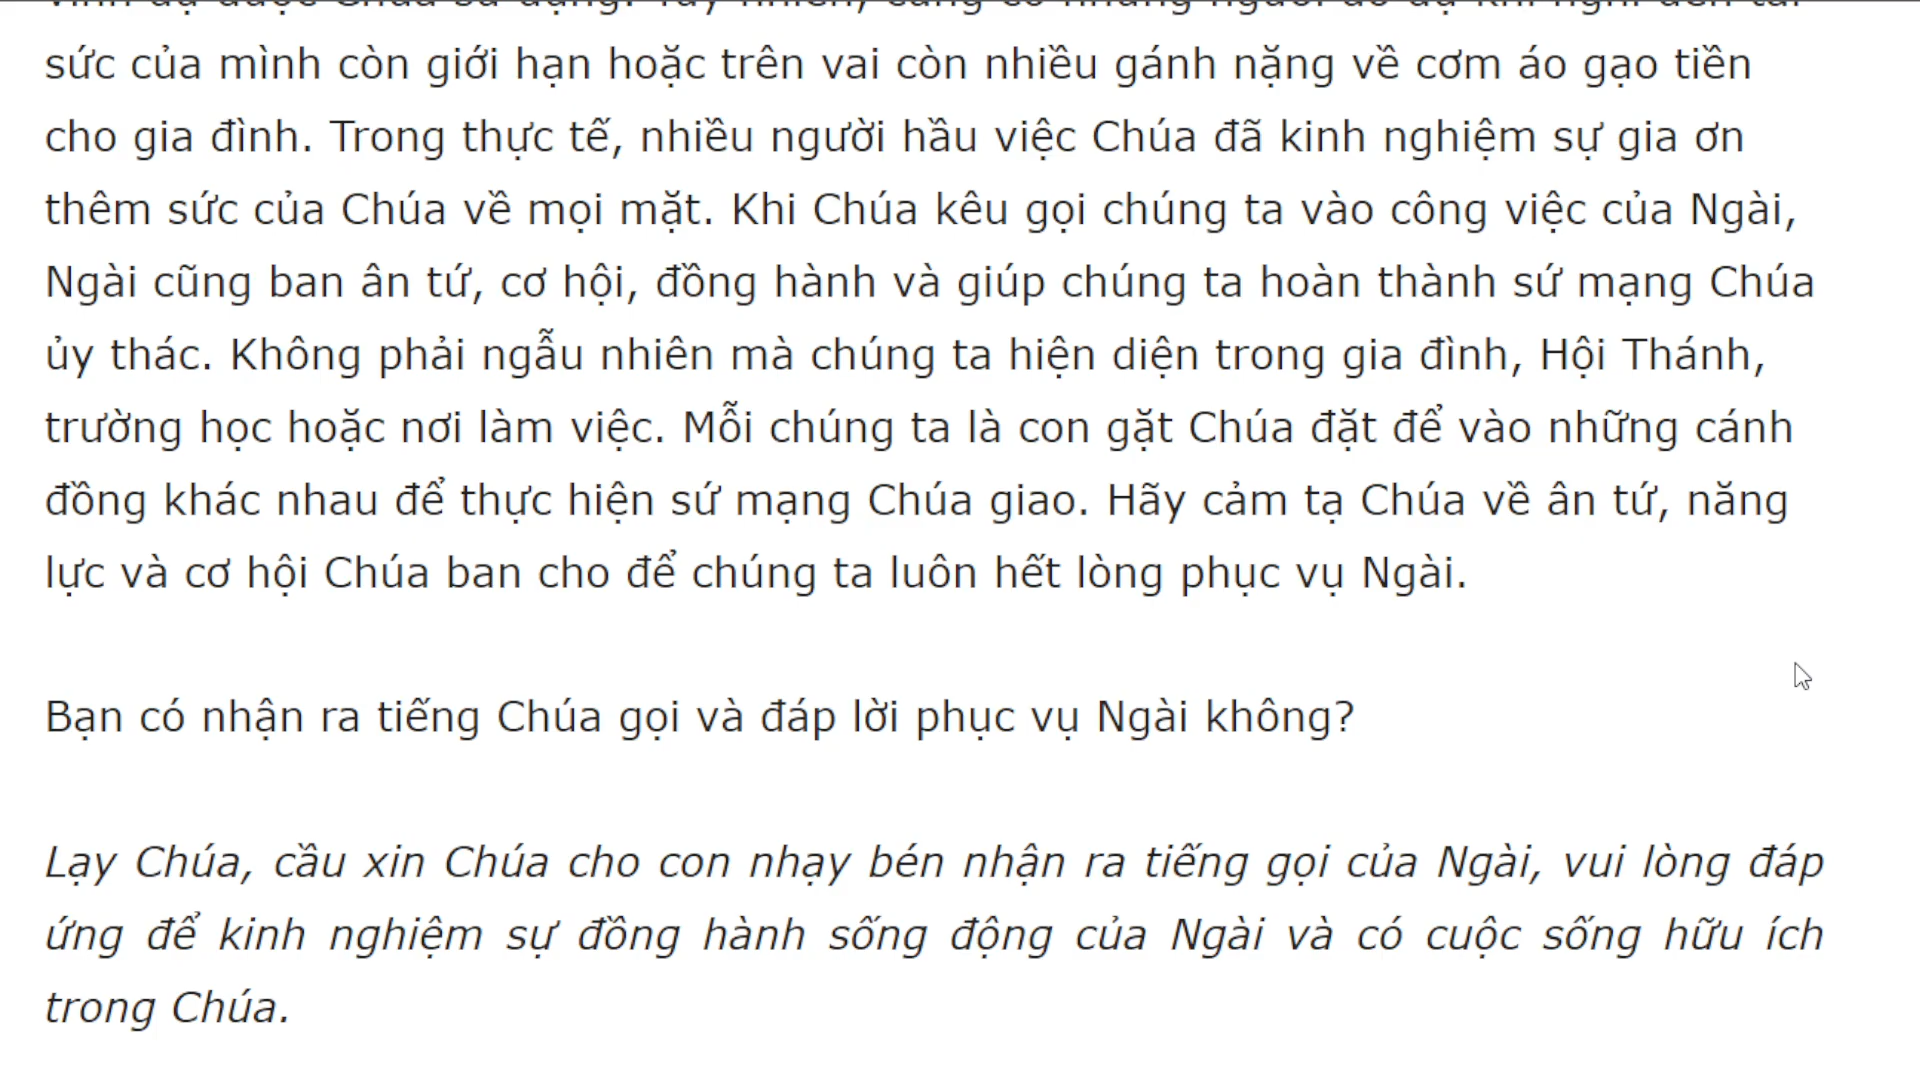 sức của mình còn giới hạn hoặc trên vai còn nhiều gánh nặng về cơm áo gạo tiền
cho gia đình. Trong thực tế, nhiều người hầu việc Chúa đã kinh nghiệm sự gia ơn
thêm sức của Chúa về mọi mặt. Khi Chúa kêu gọi chúng ta vào công việc của Ngài,
Ngài cũng ban ân tứ, cơ hội, đồng hành và giúp chúng ta hoàn thành sứ mạng Chúa
ủy thác. Không phải ngẫu nhiên mà chúng ta hiện diện trong gia đình, Hội Thánh,
trường học hoặc nơi làm việc. Mỗi chúng ta là con gặt Chúa đặt để vào những cánh
đồng khác nhau để thực hiện sứ mạng Chúa giao. Hãy cảm tạ Chúa về ân tứ, năng
lực và cơ hội Chúa ban cho để chúng ta luôn hết lòng phục vụ Ngài.
Bạn có nhận ra tiếng Chúa gọi và đáp lời phục vụ Ngài không?
Lạy Chúa, cầu xin Chúa cho con nhạy bén nhận ra tiếng gọi của Ngài, vui lòng đáp
ứng để kinh nghiệm sự đồng hành sống động của Ngài và có cuộc sống hữu ích
trong Chúa.